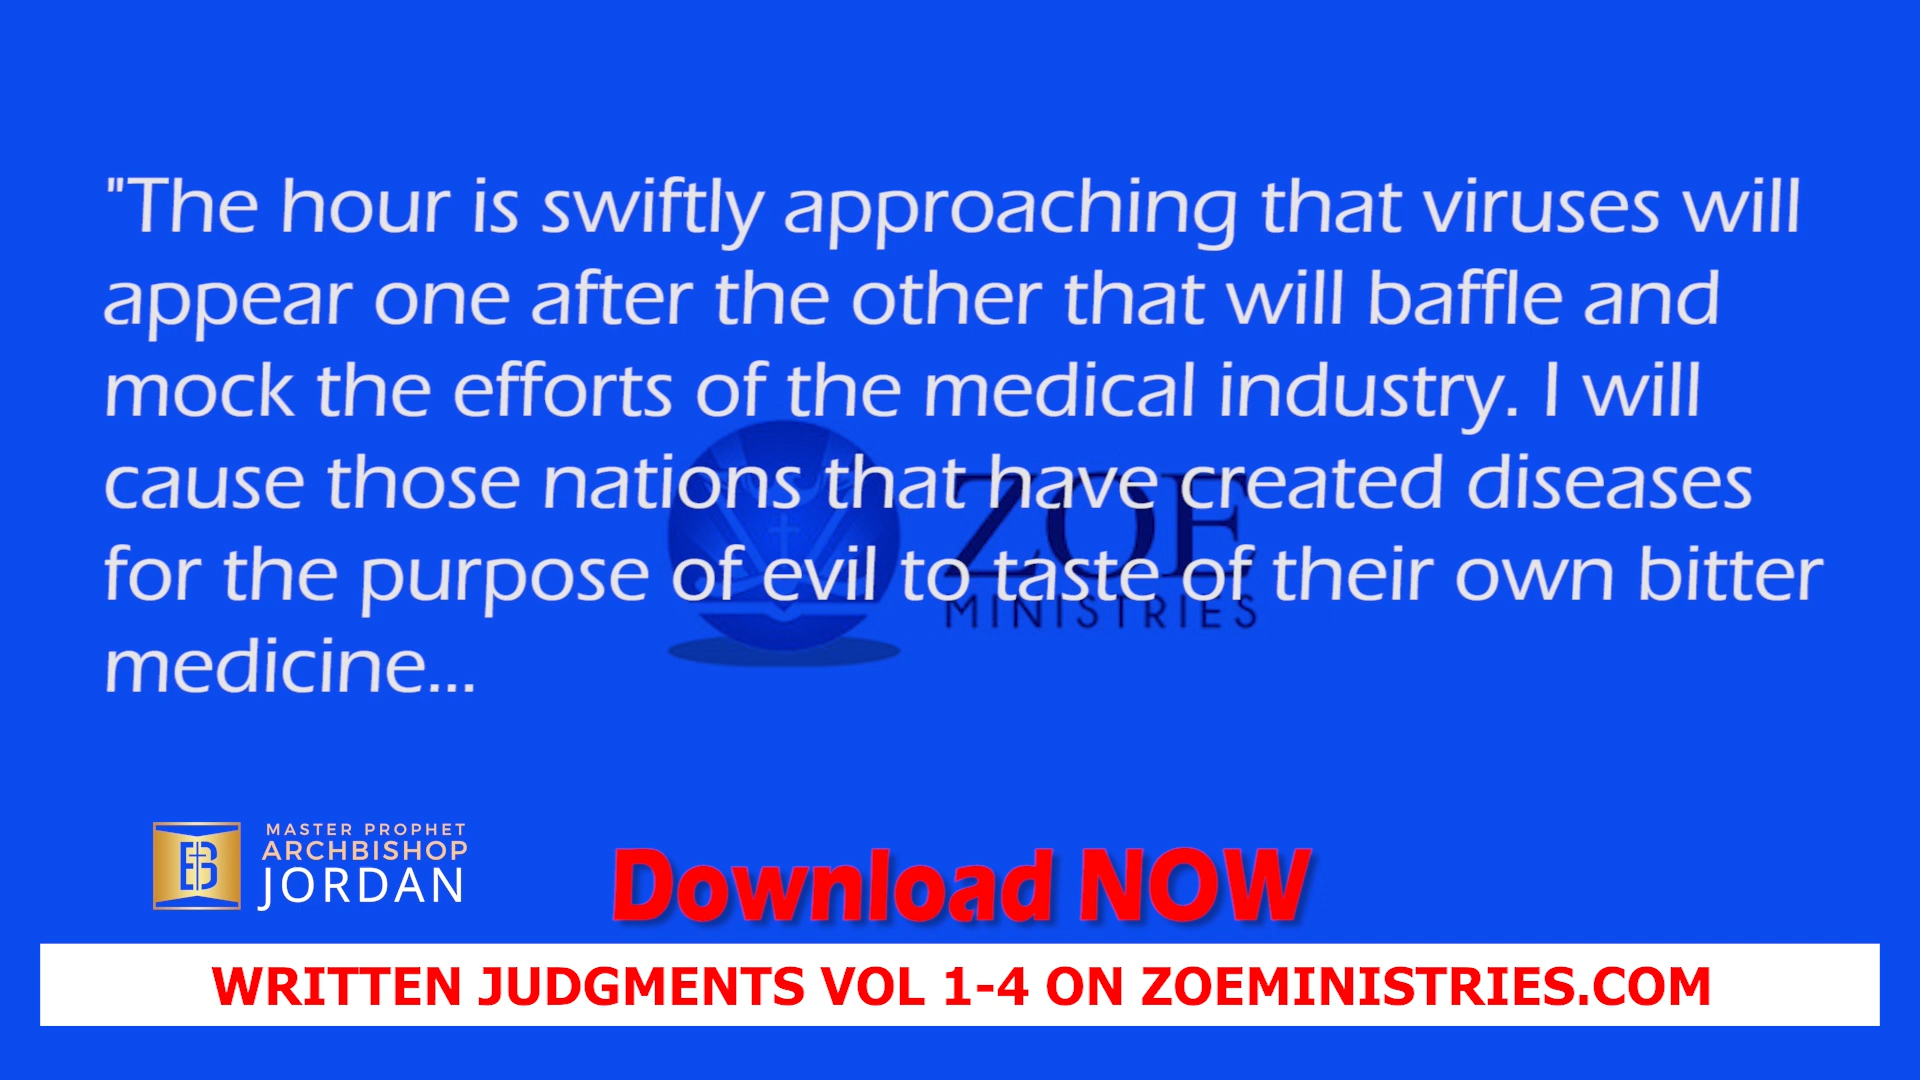 "The hour is swiftly approaching that viruses will
appear one after the other that will baffle and
mock the efforts of the medical industry. I will
cause those nations that have created diseases
for the purpose of evil to taste of their own bitter
medicine...
ZOE
MINISTRIES
MASTER PROPHET
ARCHBISHOP
JORDAN
Download NOW
WRITTEN JUDGMENTS VOL 1-4 ON ZOEMINISTRIES.COM